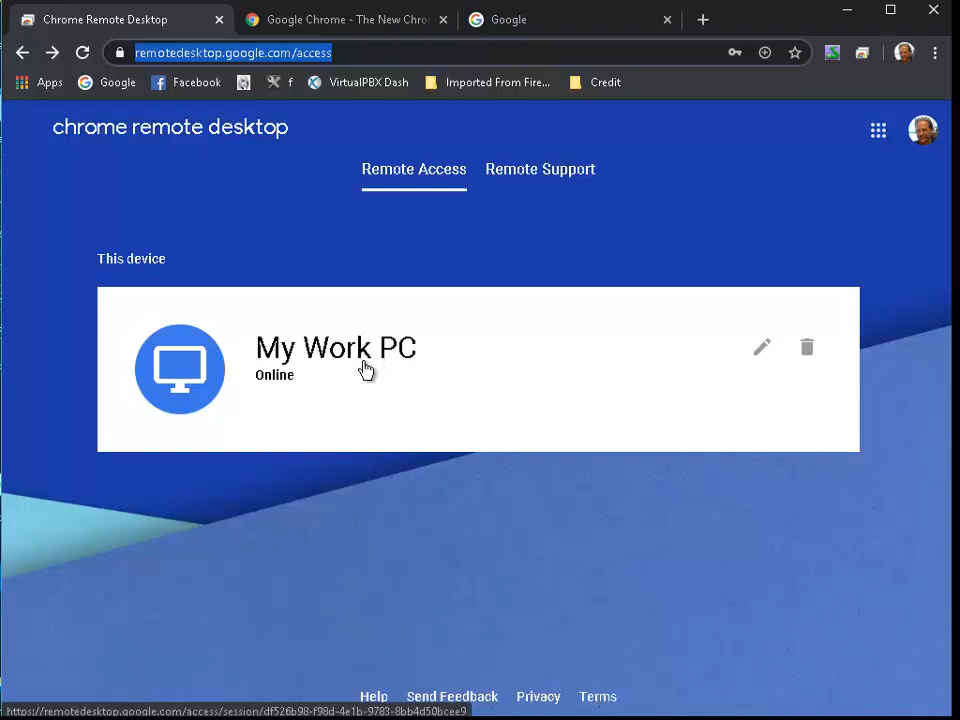 Chrome Remote Desktop
Google Chrome - The New Chro
Google
remotedesktop.google.com/access
Apps
Google
Facebook
f
VirtualPBX Dash
Imported From Fire...
Credit
chrome remote desktop
Remote Access
Remote Support
This device
My Work PC
Online
Help
Send Feedback
Privacy
Terms
https://remotedesktop.google.com/access/session/df526b98-f98d-4e1b-9783-8bb4d50bcee9